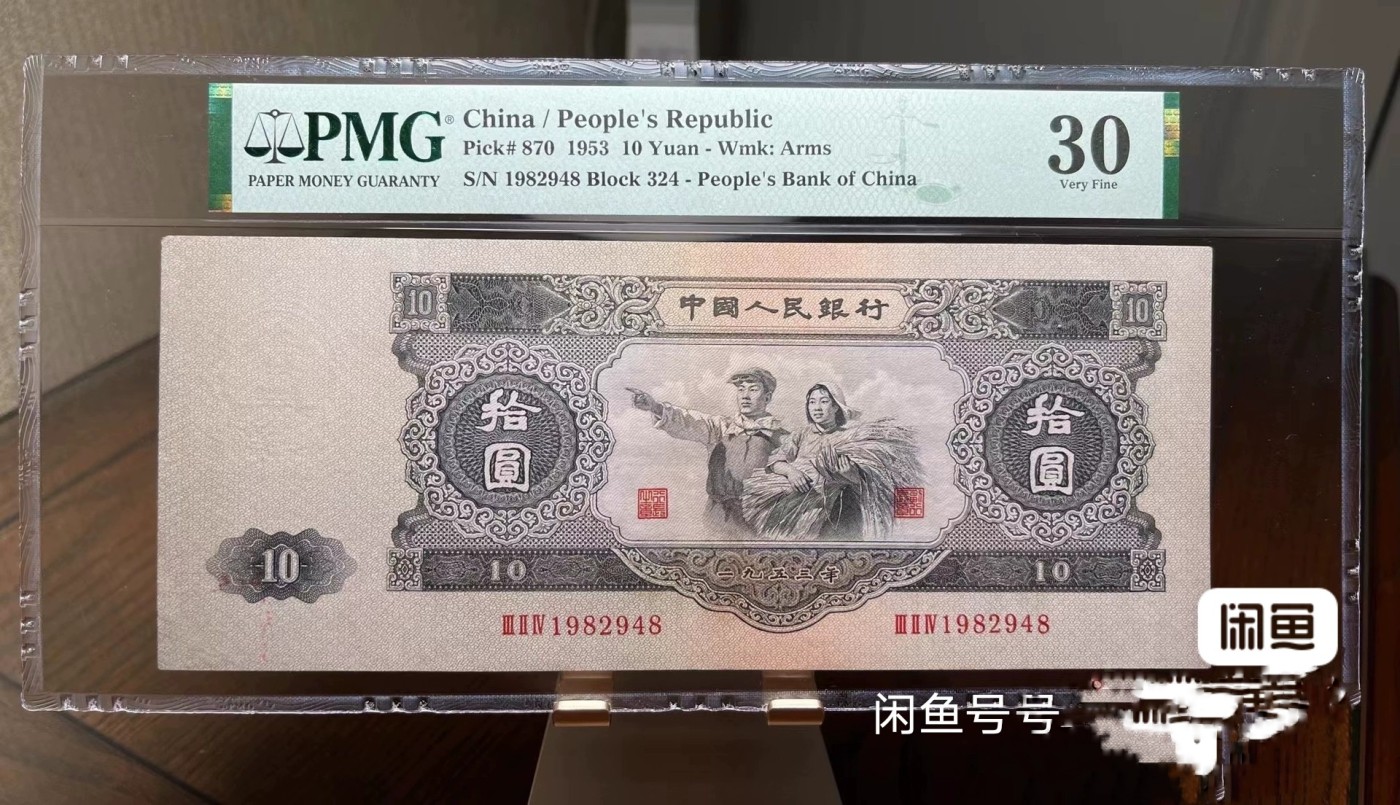 PMG®
PAPER MONEY GUARANTY
China / People's Republic
Pick# 870 1953 10 Yuan - Wmk: Arms
S/N 1982948 Block 324 - People's Bank of China
30
Very Fine
10
中國人民銀行
10
拾圓
拾圓
10
10
一九五三年
10
ⅢⅡⅣ1982948
ⅢⅡⅣ1982948
闲鱼
闲鱼号号